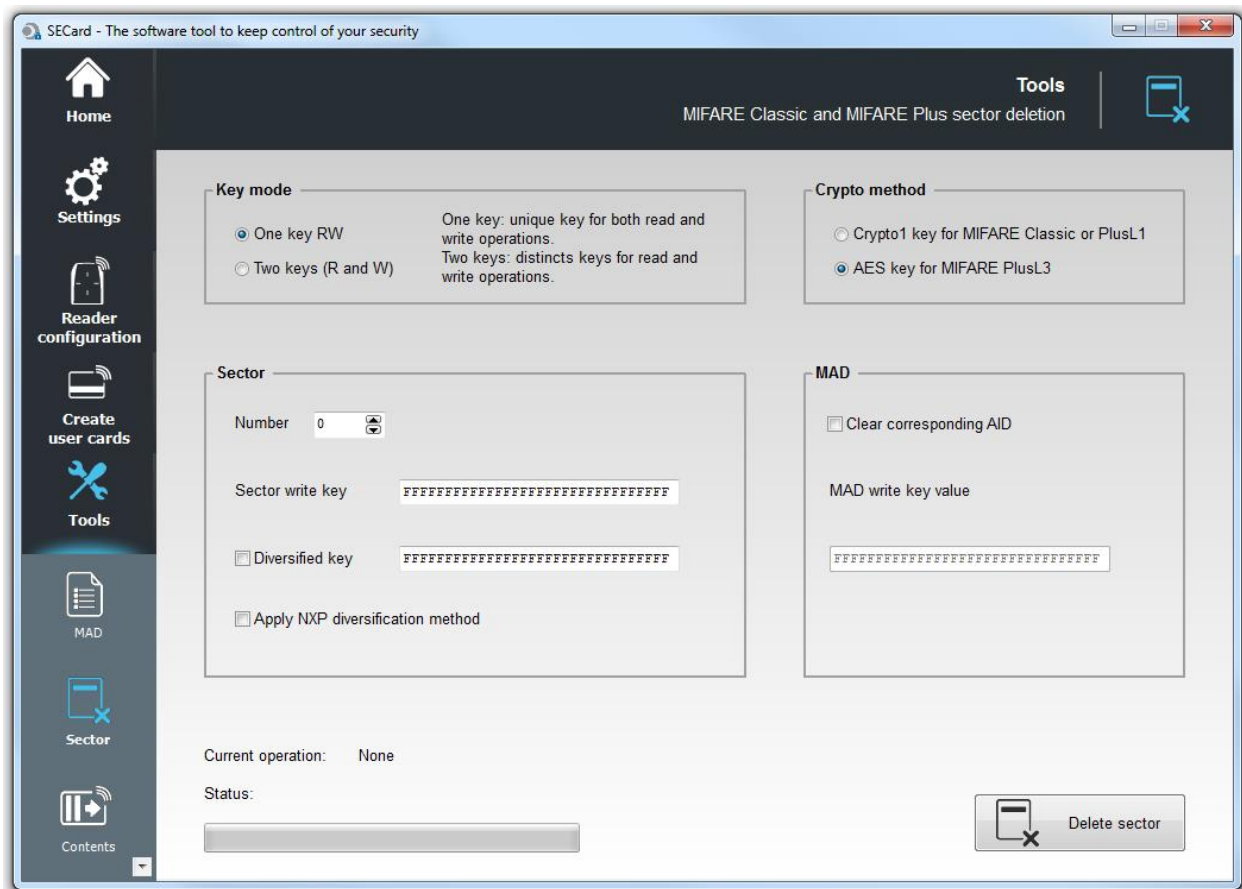 SECard - The software tool to keep control of your security
Home
Settings
Reader
configuration
Create
user cards
Tools
MAD
Sector
Contents
Tools
MIFARE Classic and MIFARE Plus sector deletion
Key mode
One key RW
Two keys (R and W)
One key: unique key for both read and
write operations.
Two keys: distincts keys for read and
write operations.
Crypto method
Crypto1 key for MIFARE Classic or PlusL1
AES key for MIFARE PlusL3
Sector
Number 0
Sector write key FFFFFFFFFFFFFFFFFFFFFFFFFFFFFFFF
Diversified key FFFFFFFFFFFFFFFFFFFFFFFFFFFFFFFF
Apply NXP diversification method
MAD
Clear corresponding AID
MAD write key value
FFFFFFFFFFFFFFFFFFFFFFFFFFFFFFFF
Current operation: None
Status:
Delete sector